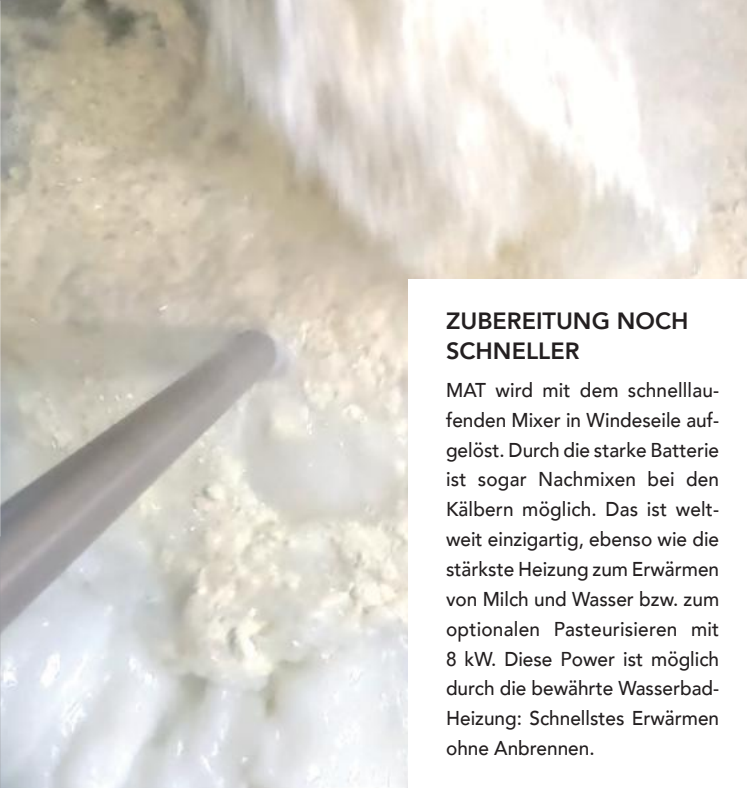 ZUBEREITUNG NOCH
SCHNELLER
MAT wird mit dem schnelllau-
fenden Mixer in Windeseile auf-
gelöst. Durch die starke Batterie
ist sogar Nachmixen bei den
Kälbern möglich. Das ist welt-
weit einzigartig, ebenso wie die
stärkste Heizung zum Erwärmen
von Milch und Wasser bzw. zum
optionalen Pasteurisieren mit
8 kW. Diese Power ist möglich
durch die bewährte Wasserbad-
Heizung: Schnellstes Erwärmen
ohne Anbrennen.